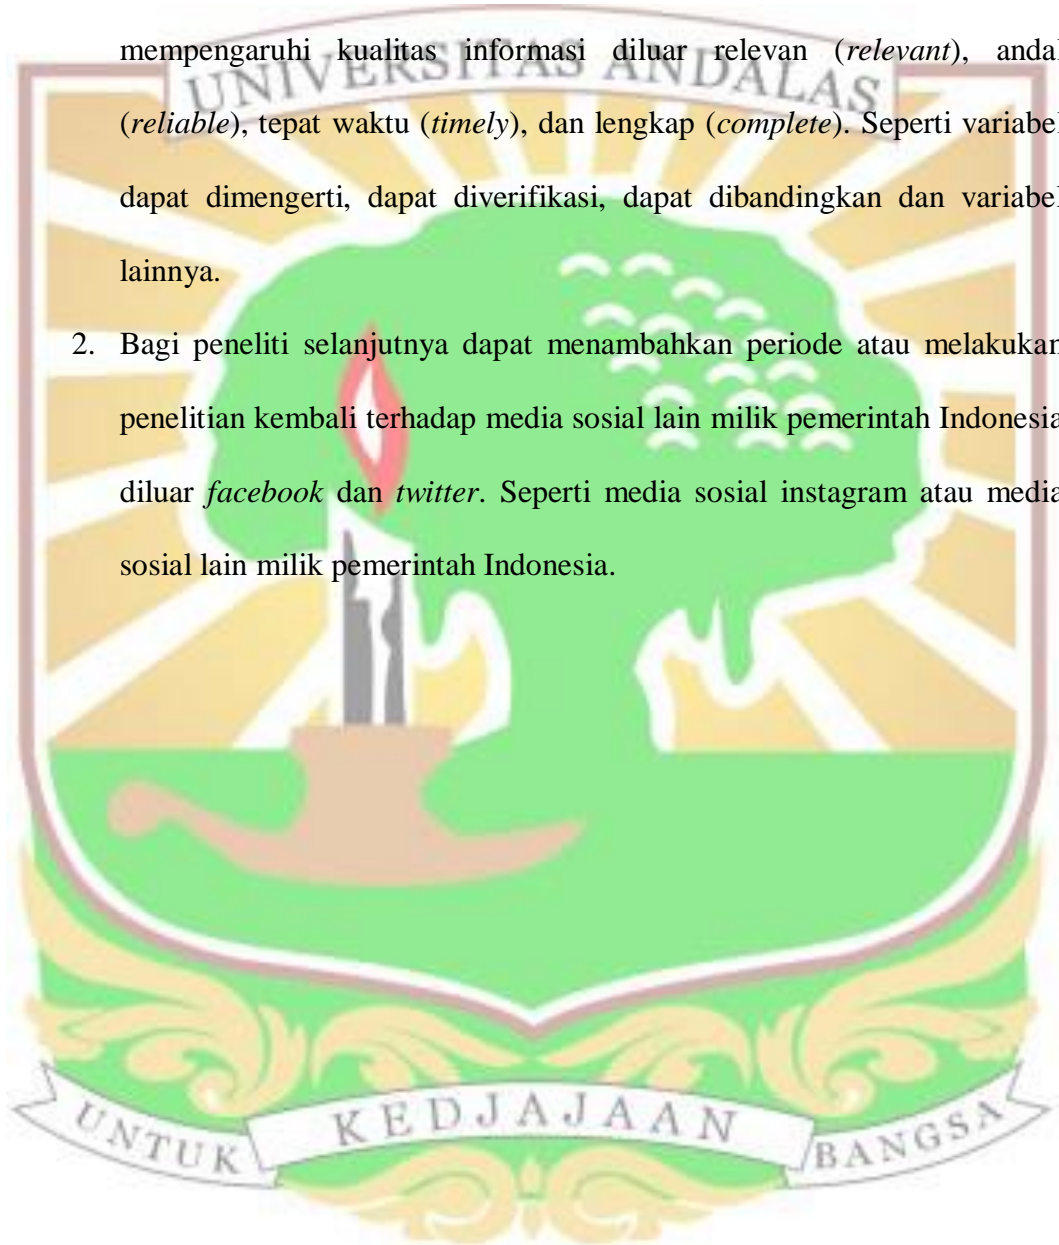 mempengaruhi kualitas informasi diluar relevan (relevant), andal
UNIVERSITAS ANDALAS
(reliable), tepat waktu (timely), dan lengkap (complete). Seperti variabel
dapat dimengerti, dapat diverifikasi, dapat dibandingkan dan variabel
lainnya.
2. Bagi peneliti selanjutnya dapat menambahkan periode atau melakukan
penelitian kembali terhadap media sosial lain milik pemerintah Indonesia
diluar facebook dan twitter. Seperti media sosial instagram atau media
sosial lain milik pemerintah Indonesia.
UNTUK KEDJAJAAN BANGSA